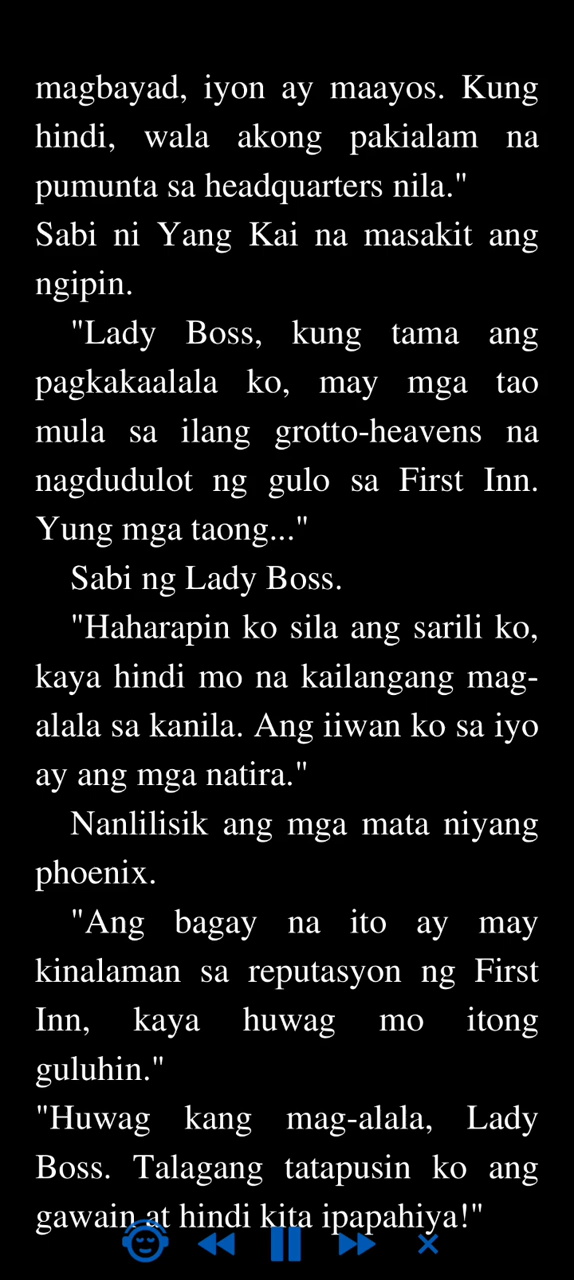 magbayad, iyon ay maayos. Kung
hindi, wala akong pakialam na
pumunta sa headquarters nila."
Sabi ni Yang Kai na masakit ang
ngipin.
"Lady Boss, kung tama ang
pagkakaalala ko, may mga tao
mula sa ilang grotto-heavens na
nagdudulot ng gulo sa First Inn.
Yung mga taong..."
Sabi ng Lady Boss.
"Haharapin ko sila ang sarili ko,
kaya hindi mo na kailangang mag-
alala sa kanila. Ang iiwan ko sa iyo
ay ang mga natira."
Nanlilisik ang mga mata niyang
phoenix.
"Ang bagay na ito ay may
kinalaman sa reputasyon ng First
Inn, kaya huwag mo itong
guluhin."
"Huwag kang mag-alala, Lady
Boss. Talagang tatapusin ko ang
gawain at hindi kita ipapahiya!"